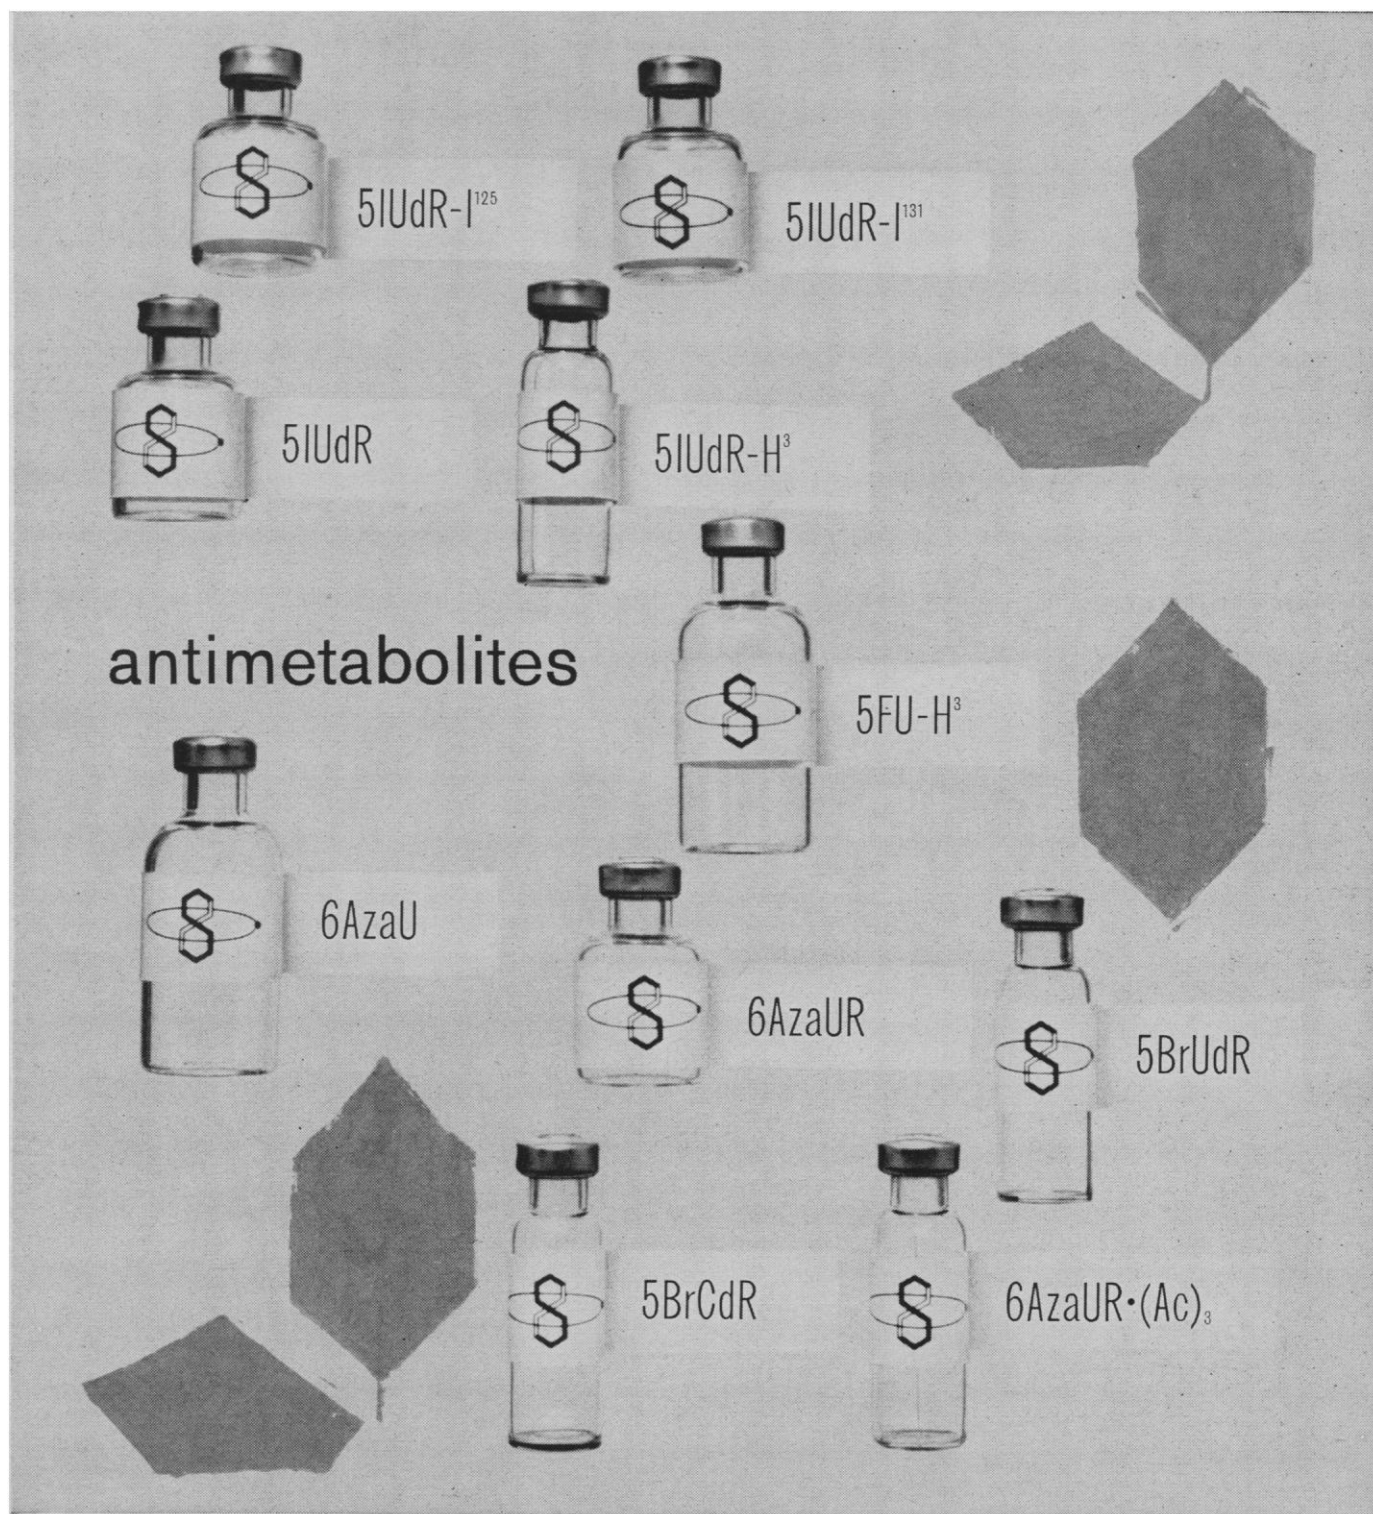 5IUdR-I¹²⁵
5IUdR-I¹³¹
5IUdR
5IUdR-H³
antimetabolites
5FU-H³
6AzaU
6AzaUR
5BrUdR
5BrCdR
6AzaUR•(Ac)₃